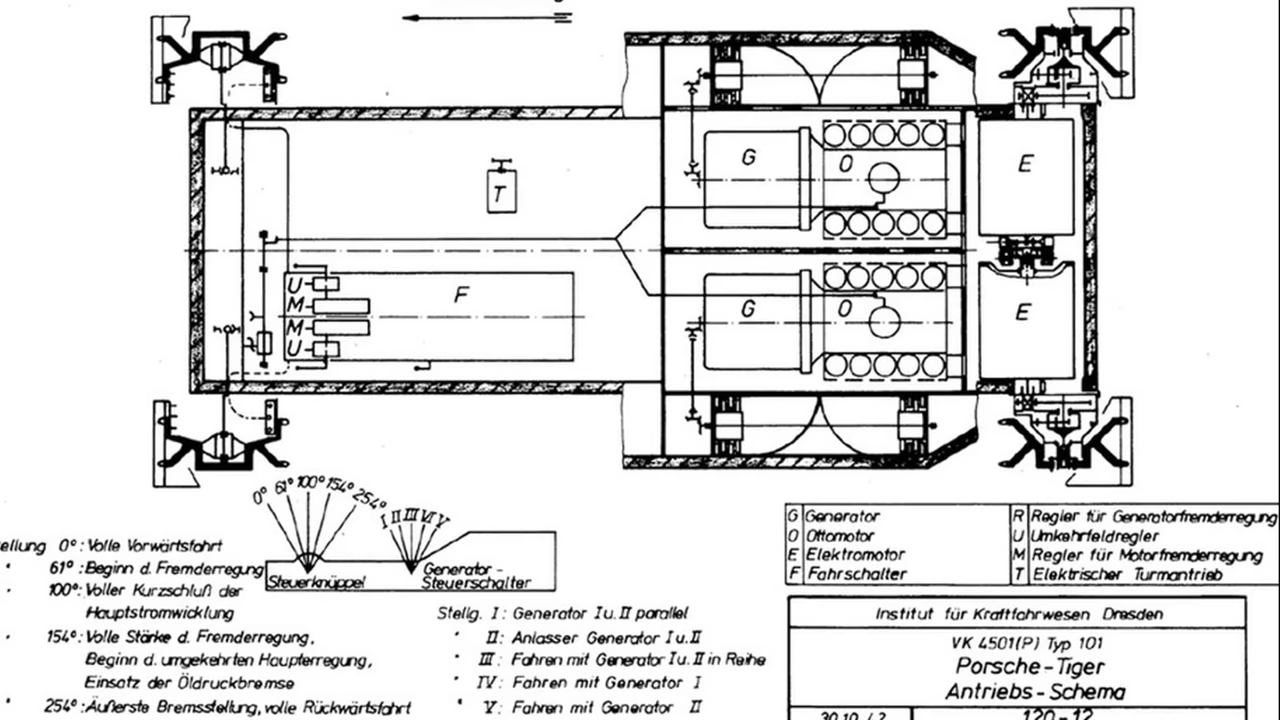 T
G
O
E
U
M
M
U
F
G
O
E
0° 61° 100° 154° 254°
I II III IV V
Steuerknüppel
Generator-
Steuerschalter
ellung 0°: Volle Vorwärtsfahrt
" 61°: Beginn d. Fremderregung
" 100°: Voller Kurzschluß der
Hauptstromwicklung
" 154°: Volle Stärke d. Fremderregung,
Beginn d. umgekehrten Haupterregung,
Einsatz der Öldruckbremse
" 254°: Äußerste Bremsstellung, volle Rückwärtsfahrt
Stellg. I: Generator I u. II parallel
" II: Anlasser Generator I u. II
" III: Fahren mit Generator I u. II in Reihe
" IV: Fahren mit Generator I
" V: Fahren mit Generator II
G Generator
O Ottomotor
E Elektromotor
F Fahrschalter
R Regler für Generatorfremderregung
U Umkehrfeldregler
M Regler für Motorfremderregung
T Elektrischer Turmantrieb
Institut für Kraftfahrwesen Dresden
VK 4501(P) Typ 101
Porsche-Tiger
Antriebs-Schema
30.10.42
120-12